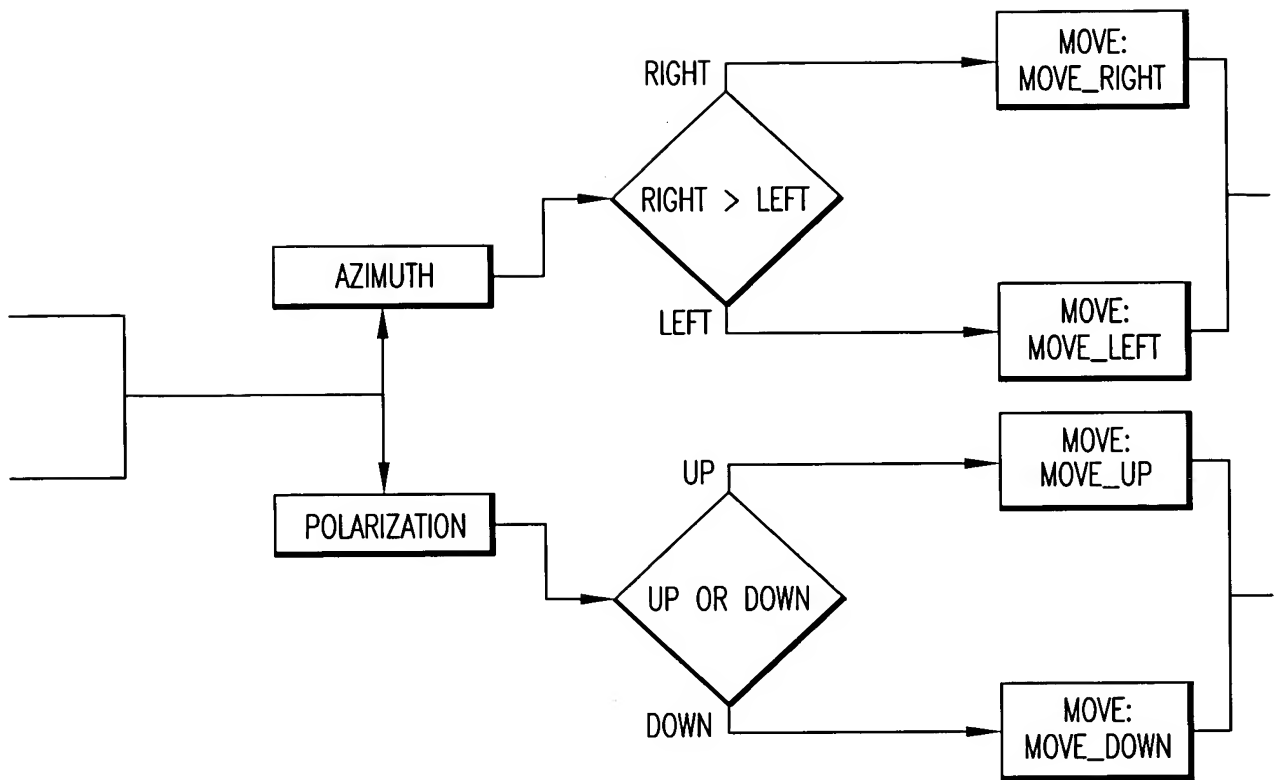 RIGHT
MOVE:
MOVE_RIGHT
RIGHT > LEFT
AZIMUTH
LEFT
MOVE:
MOVE_LEFT
UP
MOVE:
MOVE_UP
POLARIZATION
UP OR DOWN
DOWN
MOVE:
MOVE_DOWN